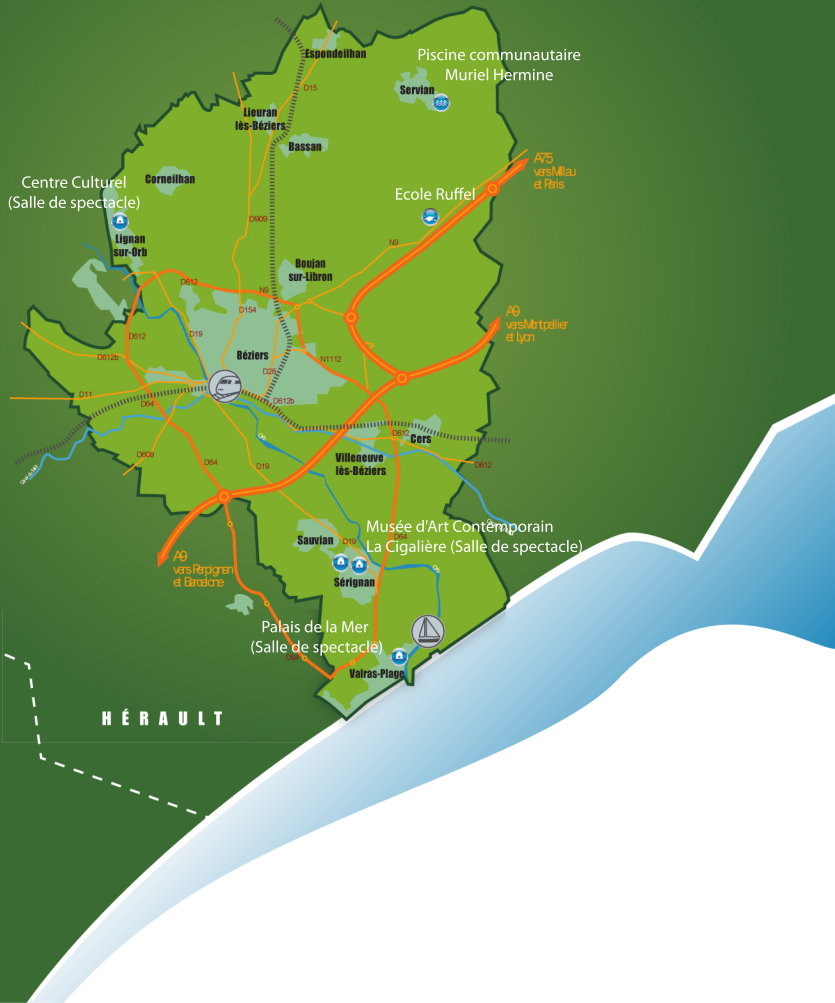 Espondeilhan
Piscine communautaire
Muriel Hermine
Servian
D15
Lieuran
lès-Béziers
Bassan
A75
vers Millau
et Paris
Corneilhan
Centre Culturel
(Salle de spectacle)
Ecole Ruffel
D909
Lignan
sur-Orb
N9
Boujan
sur-Libron
D612
N9
D154
A9
vers Montpellier
et Lyon
D612
D19
D612b
Béziers
N1112
D28
D11
D64
D612b
Orb
D612
Cers
D609
D64
D19
Villeneuve
lès-Béziers
D612
Musée d'Art Contemporain
La Cigalière (Salle de spectacle)
D64
Sauvian
D19
A9
vers Perpignan
et Barcelone
Sérignan
Orb
Palais de la Mer
(Salle de spectacle)
D64
Valras-Plage
HÉRAULT